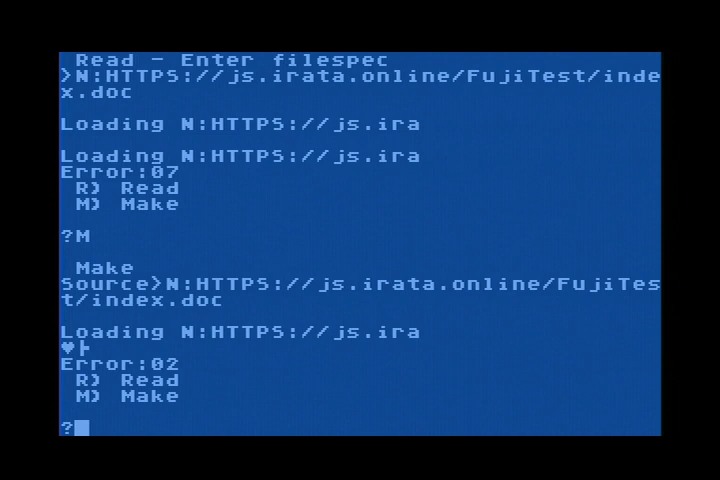 Read - Enter filespec
>N:HTTPS://js.irata.online/FujiTest/inde
x.doc
Loading N:HTTPS://js.ira
Loading N:HTTPS://js.ira
Error:07
R) Read
M) Make
?M
Make
Source>N:HTTPS://js.irata.online/FujiTes
t/index.doc
Loading N:HTTPS://js.ira
♥├
Error:02
R) Read
M) Make
?